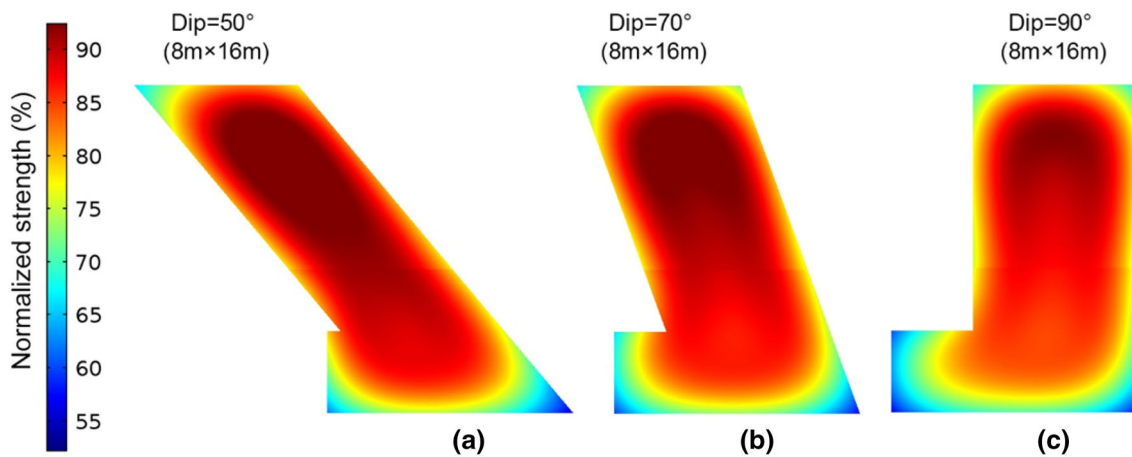 Dip=50°
(8m×16m)
Dip=70°
(8m×16m)
Dip=90°
(8m×16m)
Normalized strength (%)
90
85
80
75
70
65
60
55
(a)
(b)
(c)